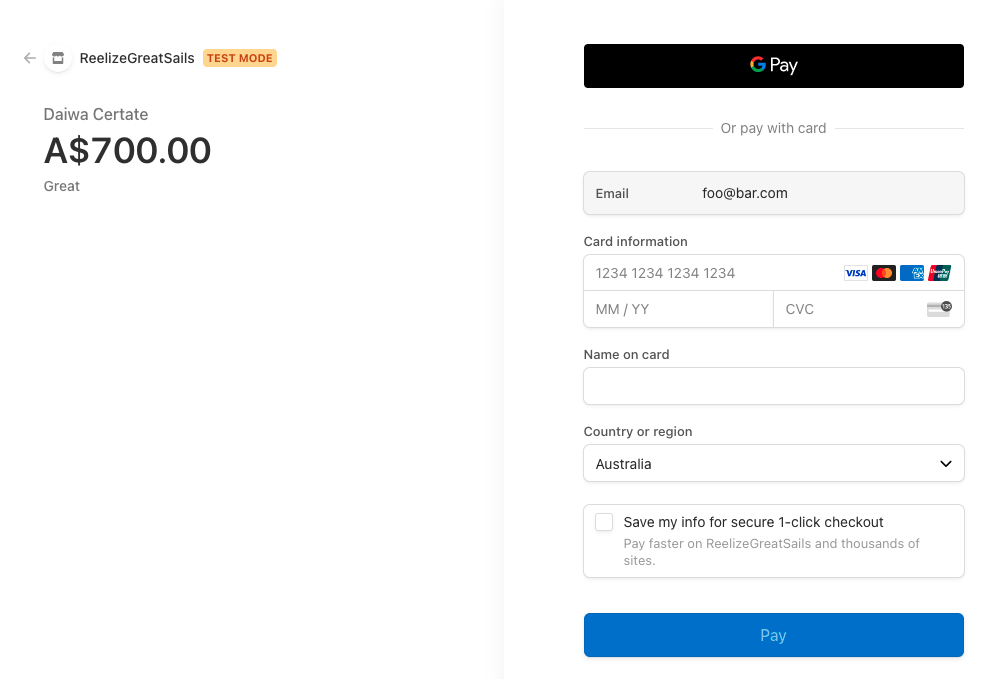 ReelizeGreatSails TEST MODE
Daiwa Certate
A$700.00
Great
G Pay
Or pay with card
Email foo@bar.com
Card information
1234 1234 1234 1234 VISA
MM / YY CVC
Name on card
Country or region
Australia
Save my info for secure 1-click checkout
Pay faster on ReelizeGreatSails and thousands of
sites.
Pay